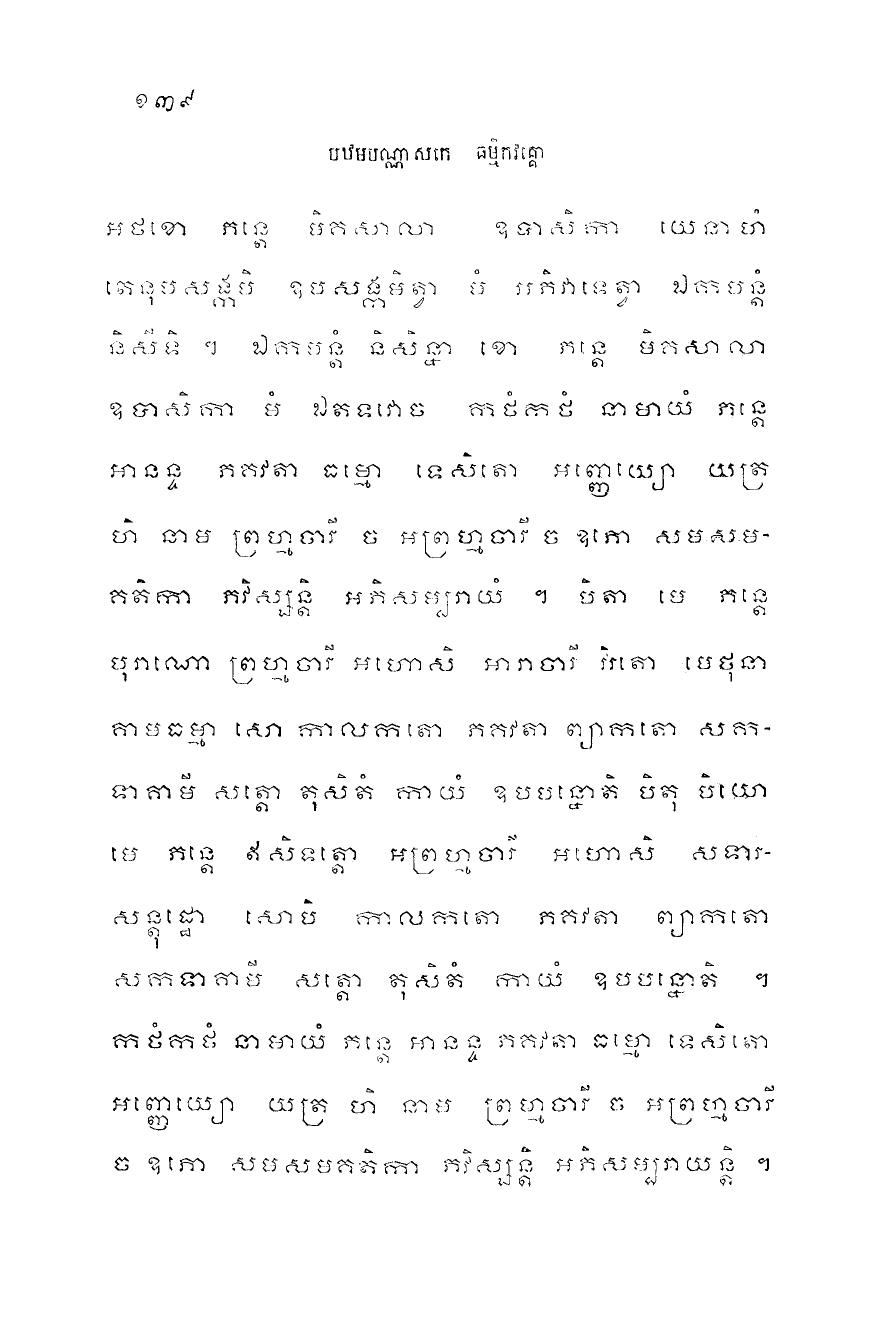 ១៣៩
បឋមបណ្ណាសកេ ធម្មិកវគ្គោ
អថខោ ភន្តេ មិគសាលា ឧបាសិកា យេនាហំ
តេនុបសង្កាមិ ឧបសង្កាមិត្វា មំ អភិវាទេត្វា ឯកមន្តំ
និសីទិ ។ ឯកមន្តំ និសិន្នា ខោ ភន្តេ មិគសាលា
ឧបាសិកា មំ ឯតទវោច កថំកថំ នាមាយំ ភន្តេ
អានន្ទ ភគវតា ធម្មោ ទេសិតោ អញ្ញេយ្យោ យត្រ
ហិ នាម ព្រហ្មចារី ច អព្រហ្មចារី ច ឧភោ សមសម-
គតិកា ភវិស្សន្តិ អភិសម្បរាយំ ។ បិតា មេ ភន្តេ
បុរាណោ ព្រហ្មចារី អហោសិ អារាចារី វិរតោ មេថុនា
គាមធម្មា សោ កាលកតោ ភគវតា ព្យាកតោ សក-
ទាគាមី សត្តោ តុសិតំ កាយំ ឧបបន្នោតិ បិតុ បិយោ
មេ ភន្តេ ឥសិទត្តោ អព្រហ្មចារី អហោសិ សទារ-
សន្តុដ្ឋោ សោបិ កាលកតោ ភគវតា ព្យាកតោ
សកទាគាមី សត្តោ តុសិតំ កាយំ ឧបបន្នោតិ ។
កថំកថំ នាមាយំ ភន្តេ អានន្ទ ភគវតា ធម្មោ ទេសិតោ
អញ្ញេយ្យោ យត្រ ហិ នាម ព្រហ្មចារី ច អព្រហ្មចារី
ច ឧភោ សមសមគតិកា ភវិស្សន្តិ អភិសម្បរាយន្តិ ។